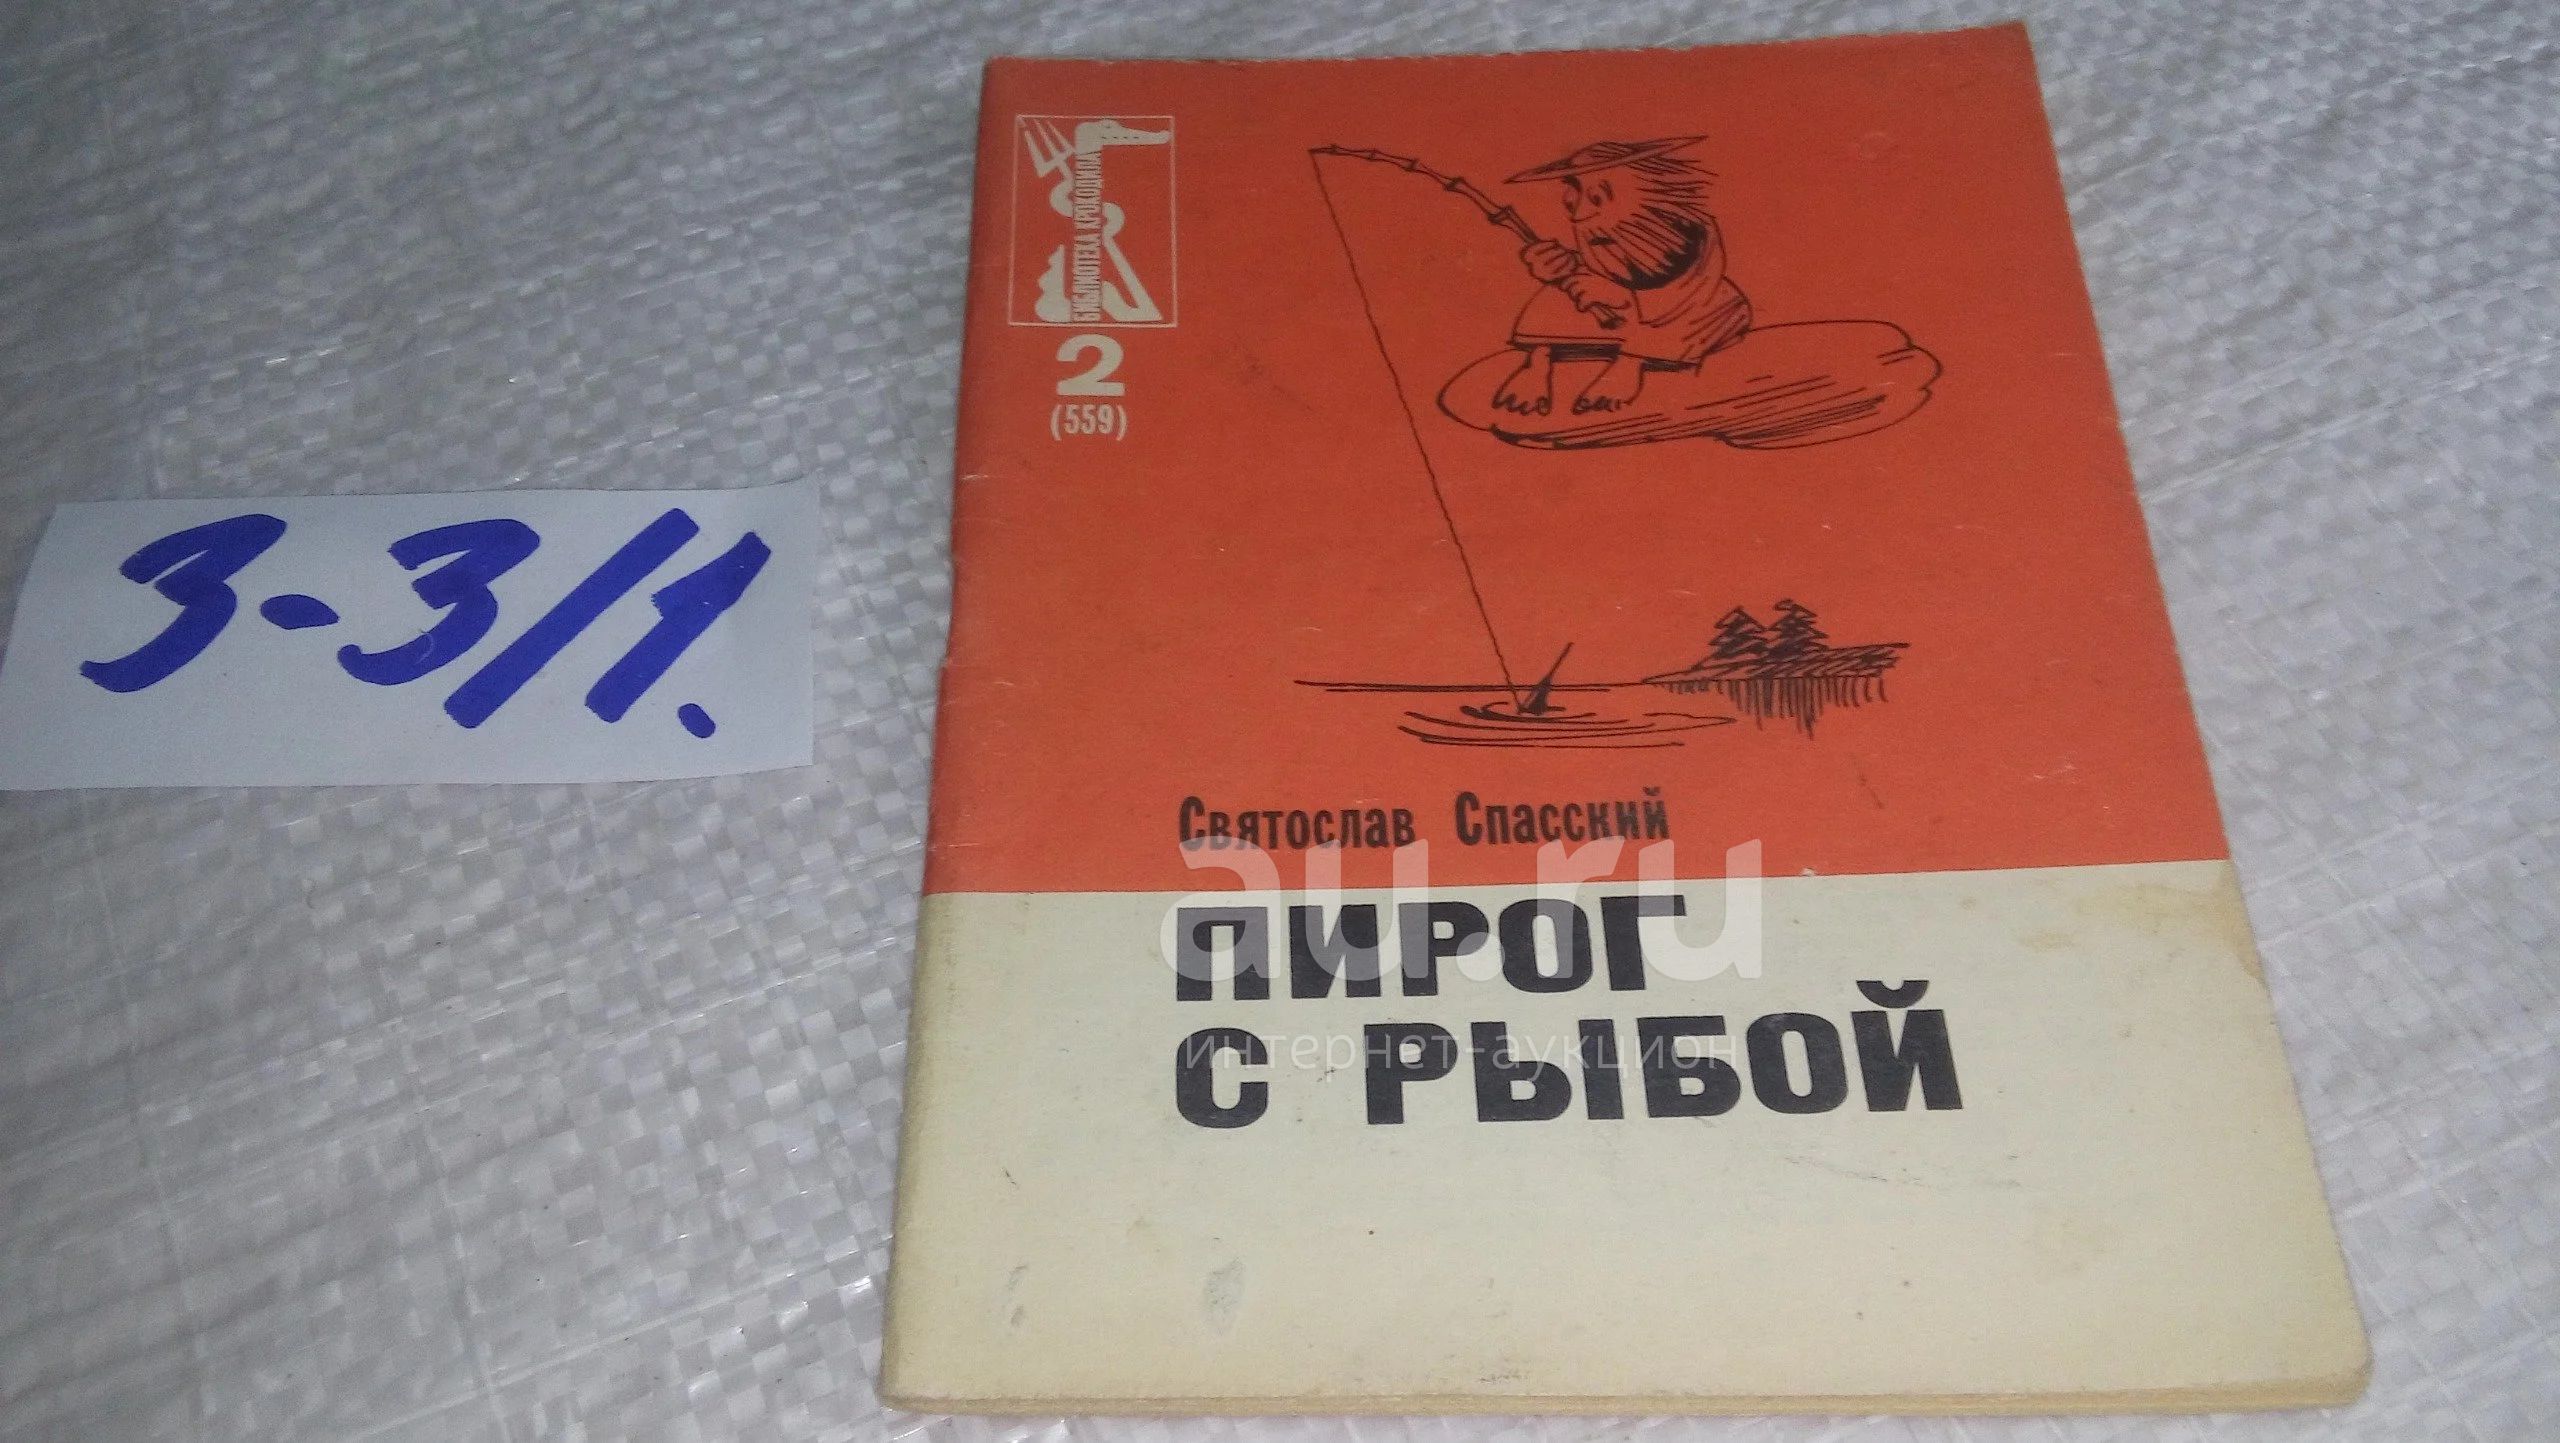 БИБЛИОТЕКА КРОКОДИЛА
2
(559)
3-3/1.
Святослав Спасский
ПИРОГ
С РЫБОЙ
au.ru
интернет-аукцион